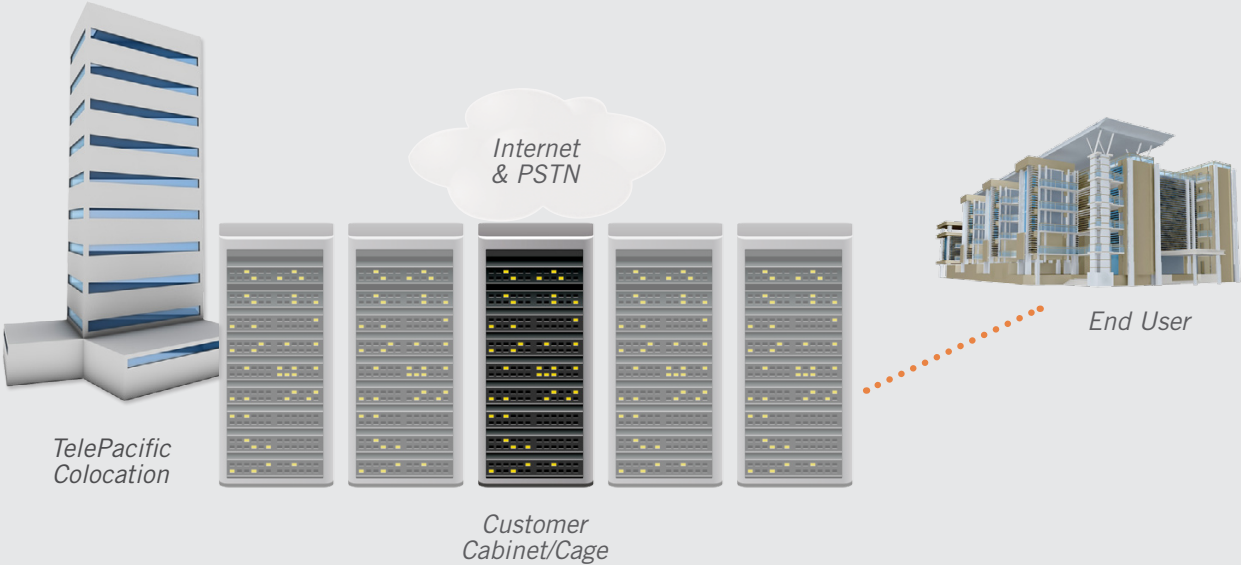 Internet
& PSTN
End User
TelePacific
Colocation
Customer
Cabinet/Cage